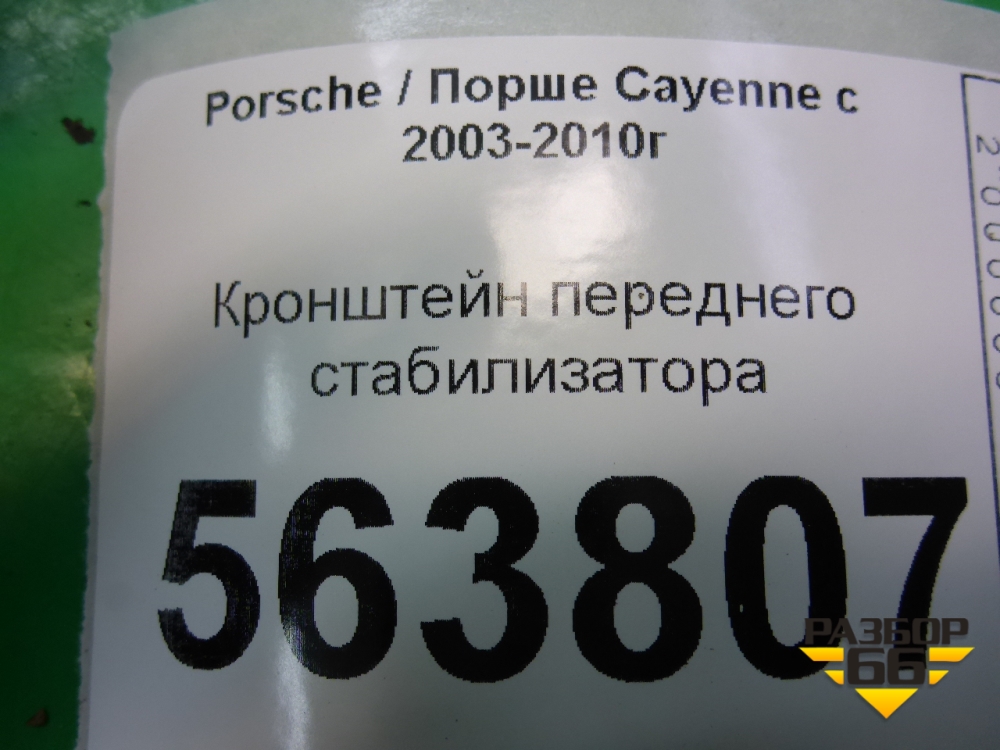 Porsche / Порше Cayenne с
2003-2010г
Кронштейн переднего
стабилизатора
563807
РАЗБОР
66